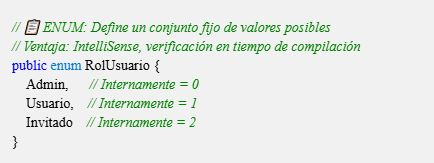 // 📋 ENUM: Define un conjunto fijo de valores posibles
// Ventaja: IntelliSense, verificación en tiempo de compilación
public enum RolUsuario {
    Admin,      // Internamente = 0
    Usuario,    // Internamente = 1
    Invitado    // Internamente = 2
}